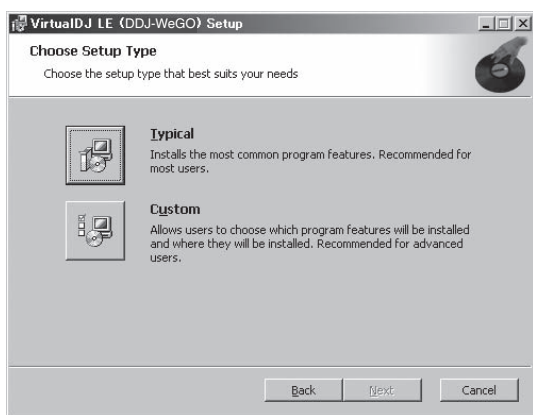 VirtualDJ LE (DDJ-WeGO) Setup
Choose Setup Type
Choose the setup type that best suits your needs
Typical
Installs the most common program features. Recommended for
most users.
Custom
Allows users to choose which program features will be installed
and where they will be installed. Recommended for advanced
users.
Back
Next
Cancel